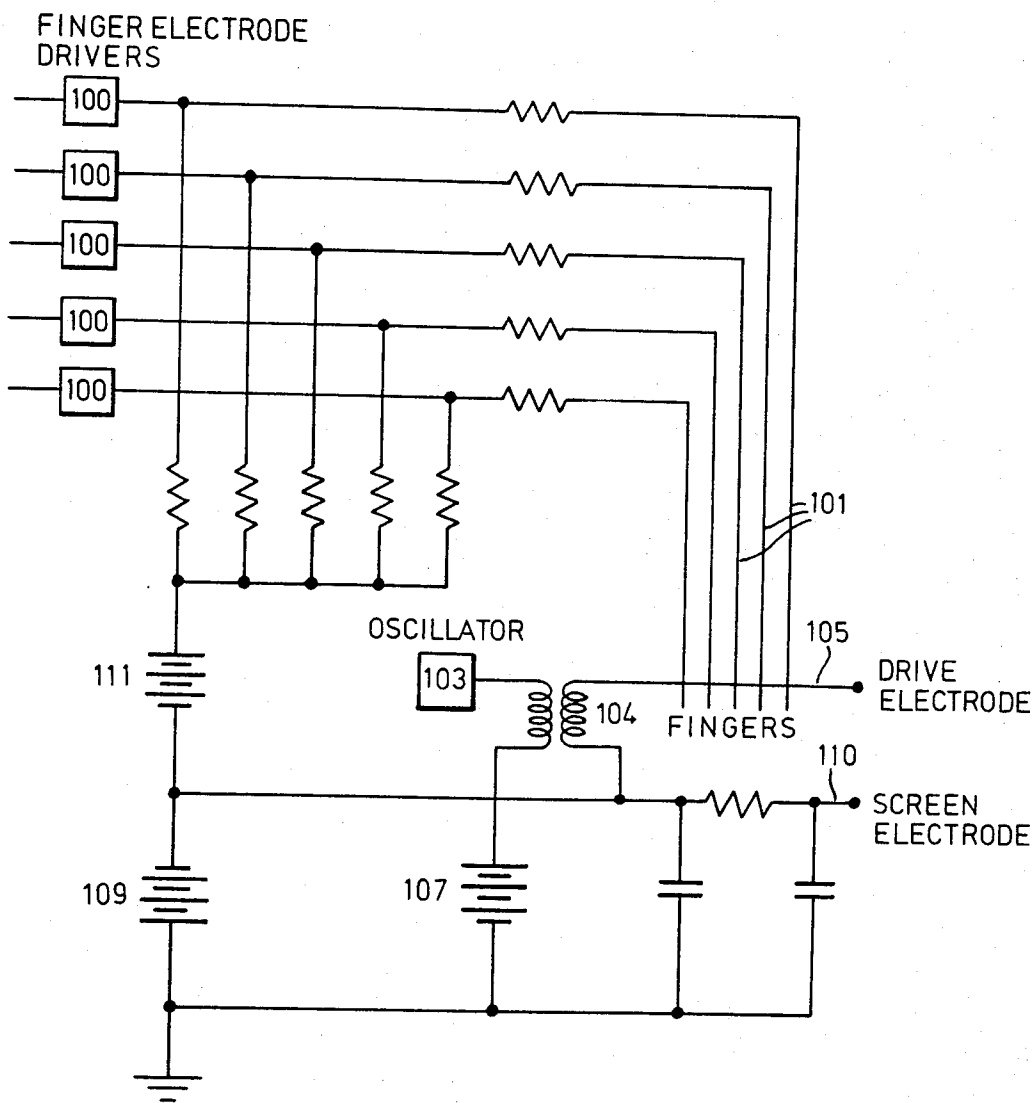 FINGER ELECTRODE
DRIVERS
100
100
100
100
100
101
OSCILLATOR
105
111
103
104
DRIVE
ELECTRODE
FINGERS
110
SCREEN
ELECTRODE
109
107